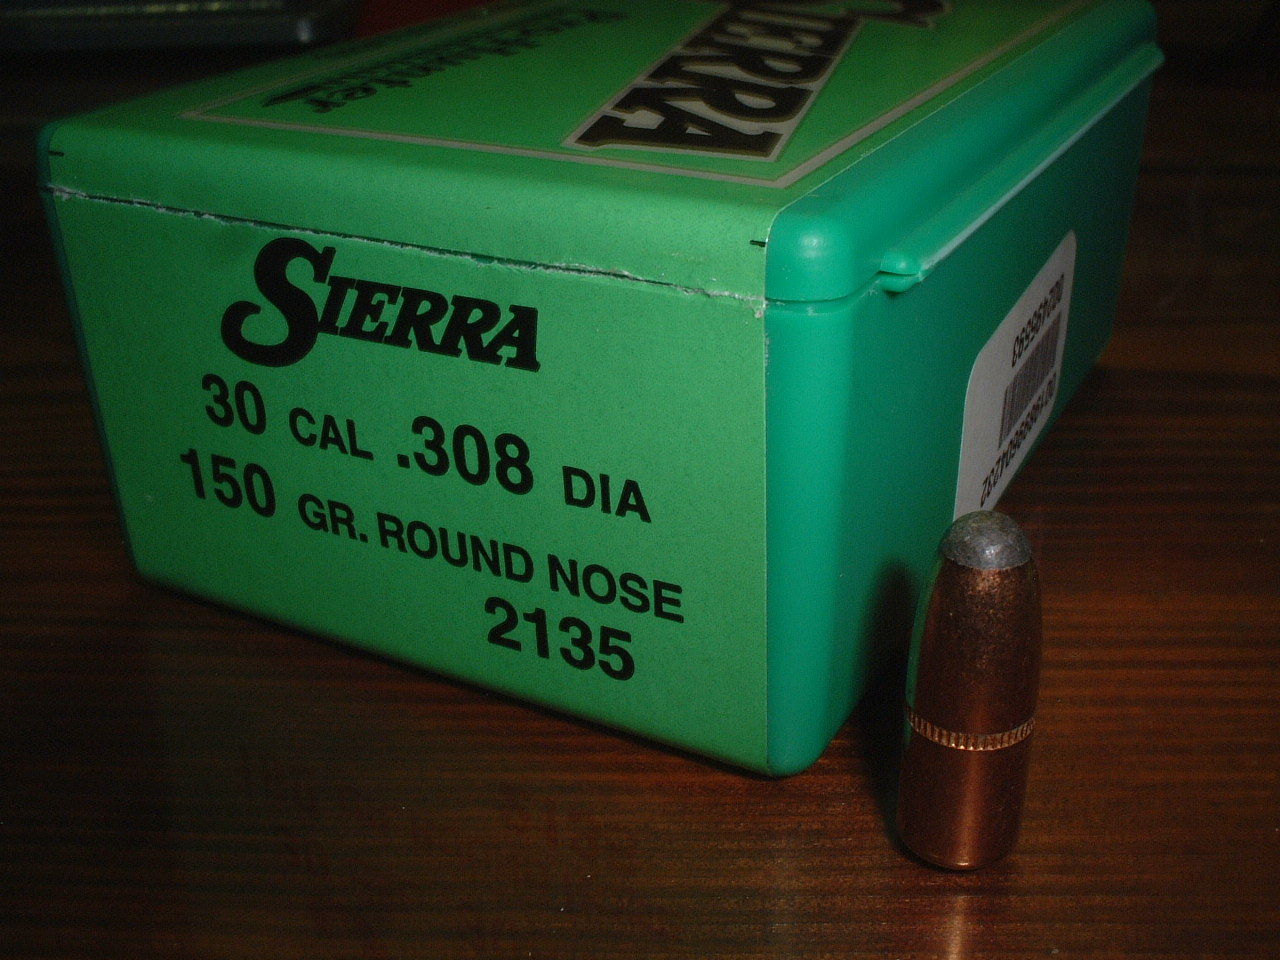 SIERRA
SIERRA
30 CAL .308 DIA
150 GR. ROUND NOSE
2135